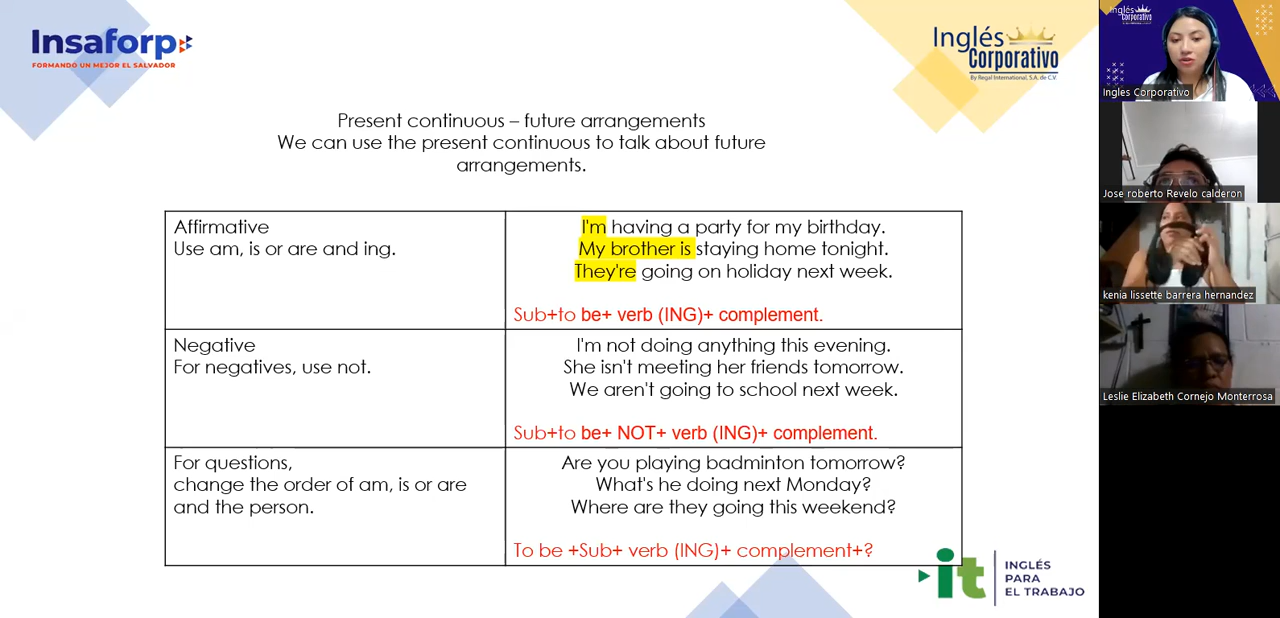 Insaforp
FORMANDO UN MEJOR EL SALVADOR
Inglés
Corporativo
By Regal International, S.A. de C.V.
Present continuous – future arrangements
We can use the present continuous to talk about future
arrangements.
Affirmative
Use am, is or are and ing.
I'm having a party for my birthday.
My brother is staying home tonight.
They're going on holiday next week.
Sub+to be+ verb (ING)+ complement.
Negative
For negatives, use not.
I'm not doing anything this evening.
She isn't meeting her friends tomorrow.
We aren't going to school next week.
Sub+to be+ NOT+ verb (ING)+ complement.
For questions,
change the order of am, is or are
and the person.
Are you playing badminton tomorrow?
What's he doing next Monday?
Where are they going this weekend?
To be +Sub+ verb (ING)+ complement+?
it
INGLÉS
PARA
EL TRABAJO
Inglés
Corporativo
Ingles Corporativo
Jose roberto Revelo calderon
kenia lissette barrera hernandez
Leslie Elizabeth Cornejo Monterrosa